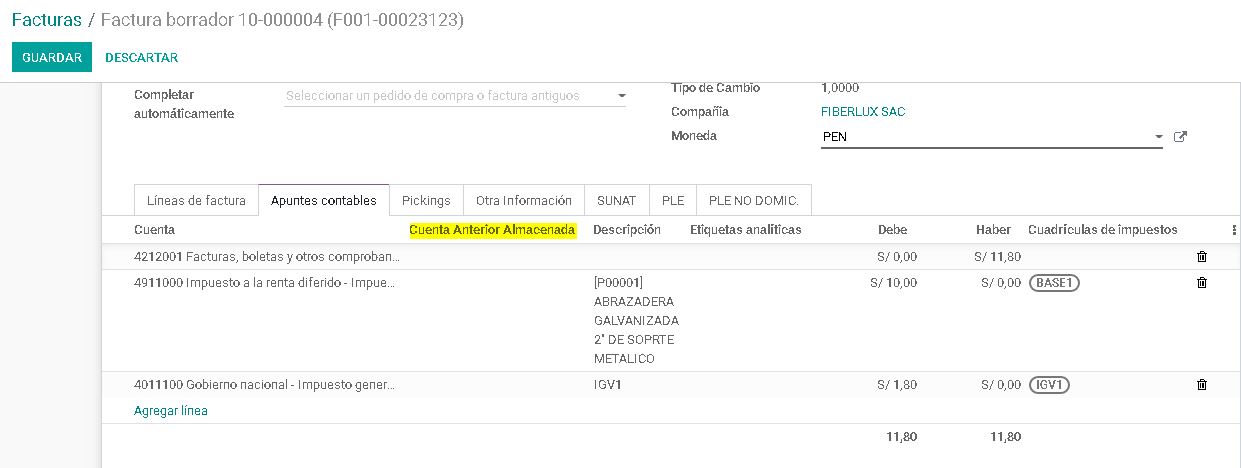 Facturas / Factura borrador 10-000004 (F001-00023123)
GUARDAR DESCARTAR
Completar automáticamente Seleccionar un pedido de compra o factura antiguos
Tipo de Cambio 1,0000
Compañía FIBERLUX SAC
Moneda PEN
Líneas de factura Apuntes contables Pickings Otra Información SUNAT PLE PLE NO DOMIC.
Cuenta Cuenta Anterior Almacenada Descripción Etiquetas analíticas Debe Haber Cuadrículas de impuestos
4212001 Facturas, boletas y otros comproban... S/ 0,00 S/ 11,80
4911000 Impuesto a la renta diferido - Impue... [P00001] S/ 10,00 S/ 0,00 BASE1
ABRAZADERA
GALVANIZADA
2" DE SOPRTE
METALICO
4011100 Gobierno nacional - Impuesto gener... IGV1 S/ 1,80 S/ 0,00 IGV1
Agregar línea
11,80 11,80